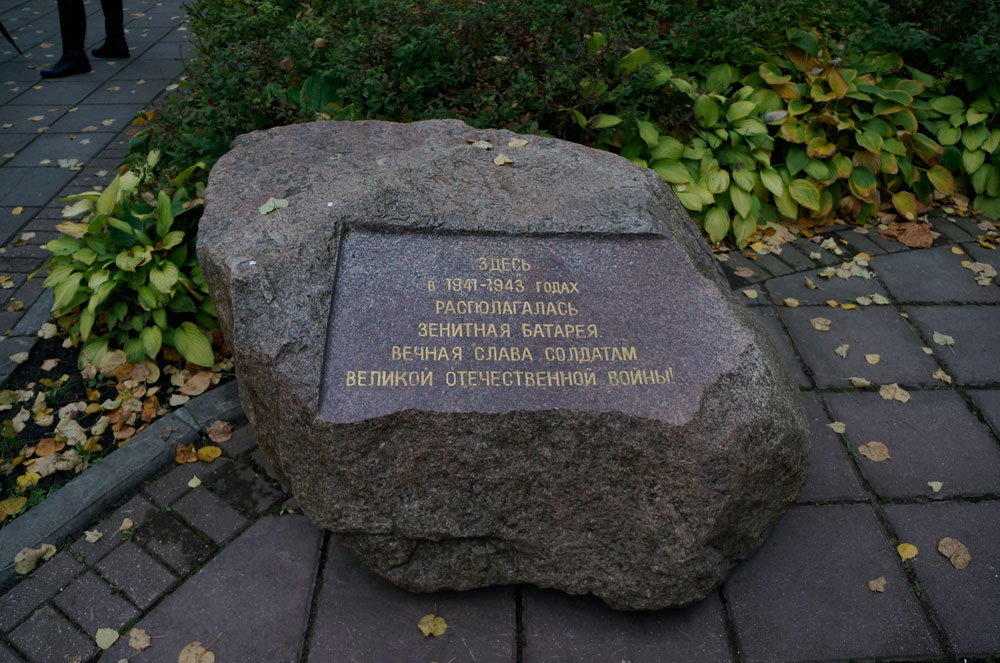 ЗДЕСЬ
В 1941-1943 ГОДАХ
РАСПОЛАГАЛАСЬ
ЗЕНИТНАЯ БАТАРЕЯ.
ВЕЧНАЯ СЛАВА СОЛДАТАМ
ВЕЛИКОЙ ОТЕЧЕСТВЕННОЙ ВОЙНЫ!